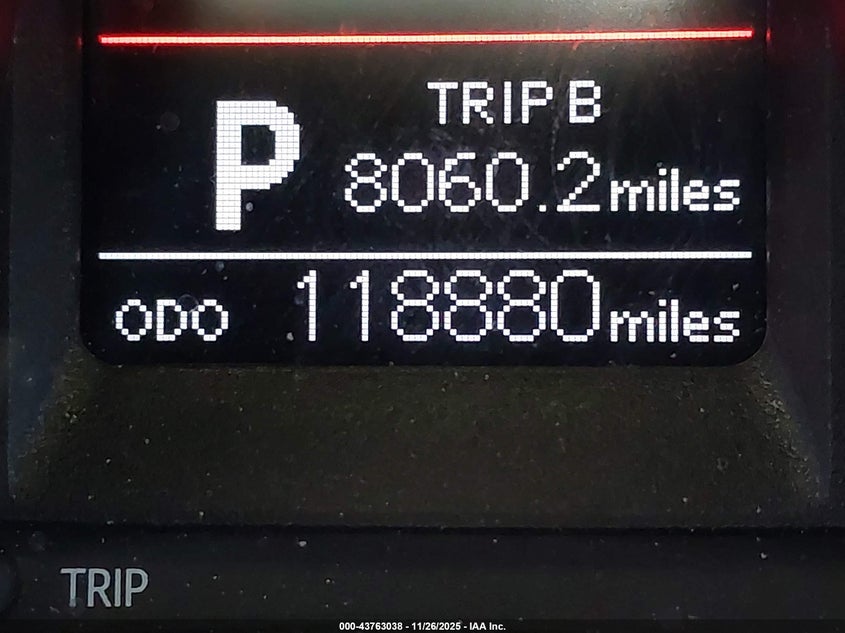 TRIP B
P
8060.2 miles
ODO 118880 miles
TRIP
000-43763038 - 11/26/2025 - IAA Inc.